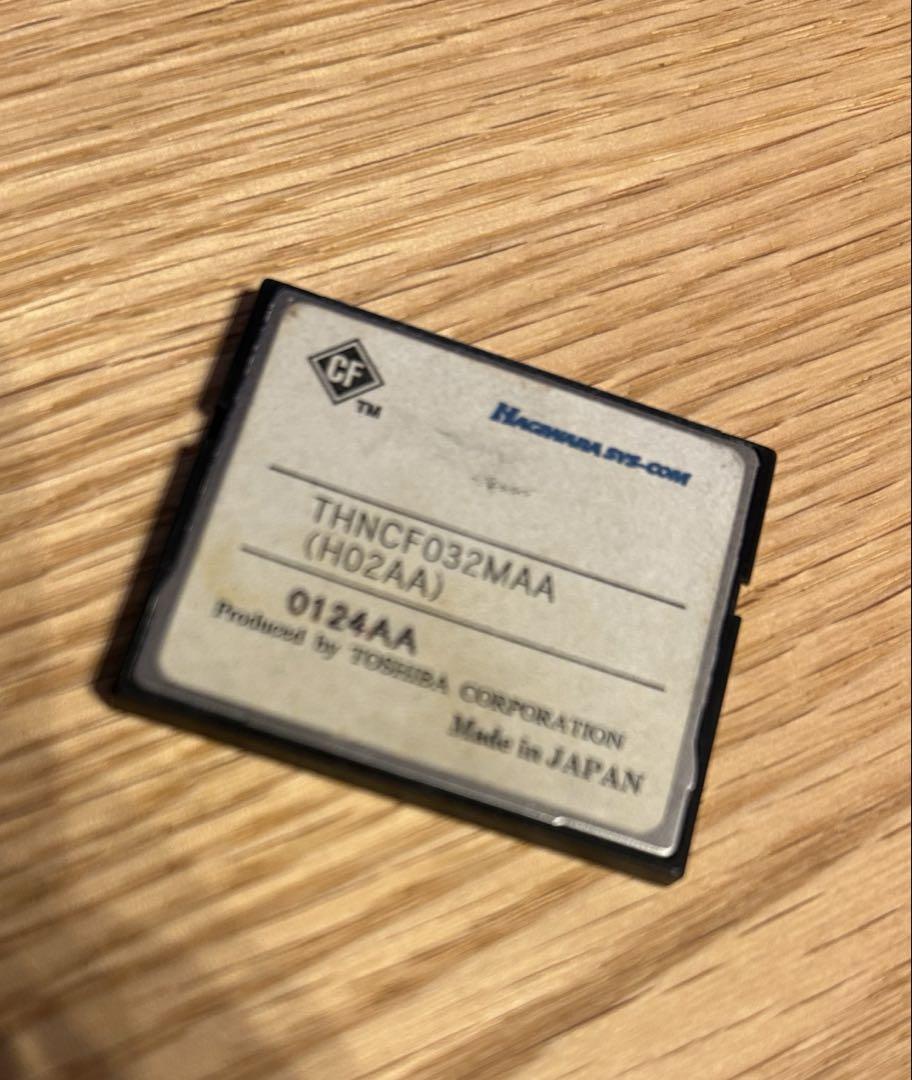 CF
TM
HAGIWARA SYS-COM
THNCF032MAA
(H02AA)
0124AA
Produced by TOSHIBA CORPORATION
Made in JAPAN